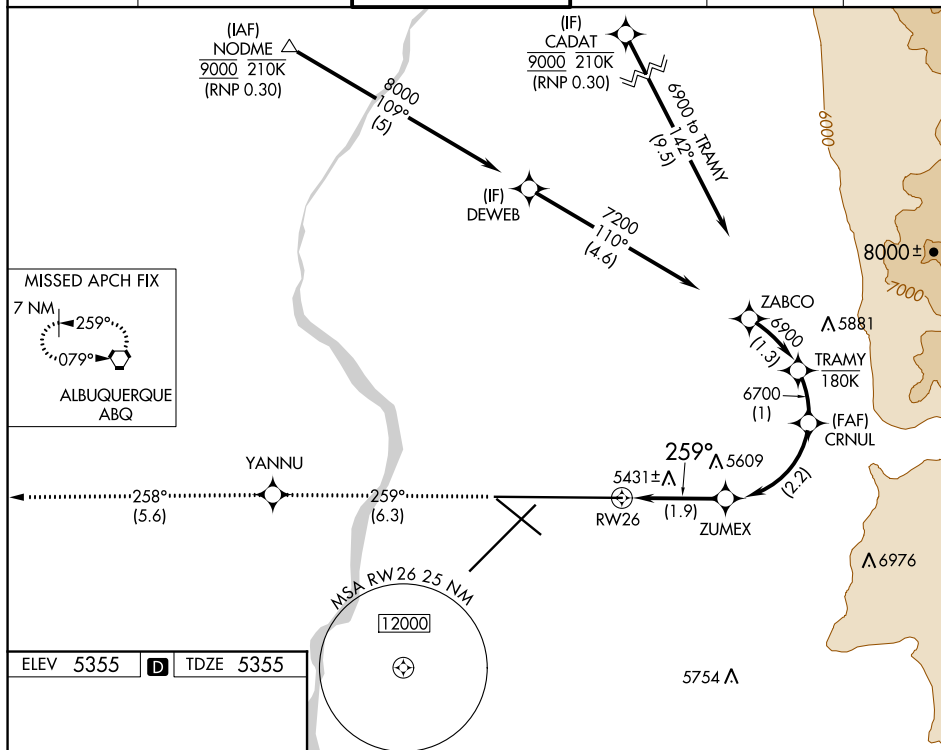 (IAF)
NODME
9000 210K
(RNP 0.30)
(IF)
CADAT
9000 210K
(RNP 0.30)
8000
109°
(5)
6900 to TRAMY
142°
(9.5)
6000
(IF)
DEWEB
7200
110°
(4.6)
8000±
7000
MISSED APCH FIX
7 NM
259°
079°
ALBUQUERQUE
ABQ
ZABCO
6900
(1.3)
5881
TRAMY
180K
6700
(1)
(FAF)
CRNUL
(2.2)
YANNU
258°
(5.6)
259°
(6.3)
5431±
259°
5609
RW26
(1.9)
ZUMEX
6976
MSA RW26 25 NM
12000
5754
ELEV 5355 D TDZE 5355